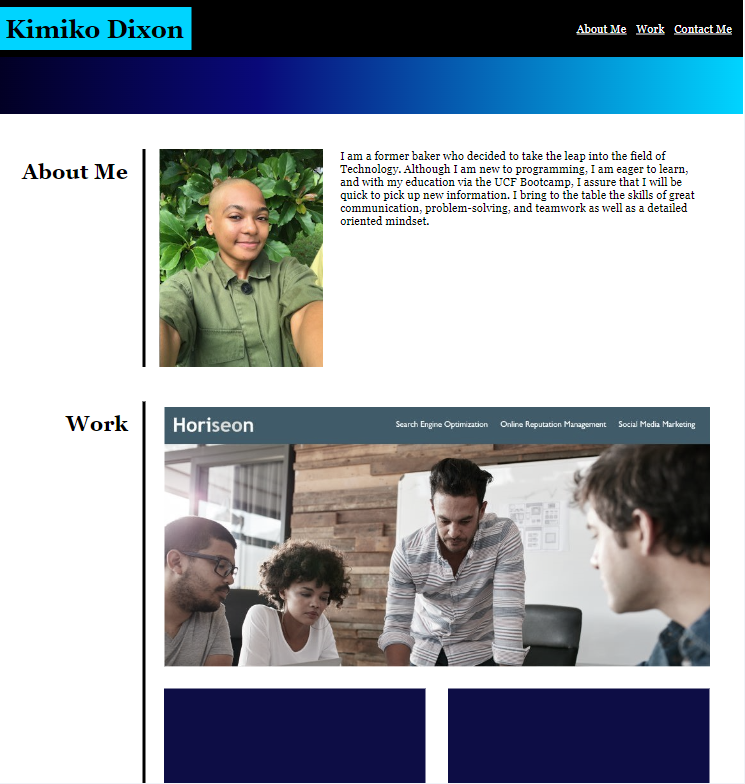 Kimiko Dixon
About Me Work Contact Me
About Me
I am a former baker who decided to take the leap into the field of
Technology. Although I am new to programming, I am eager to learn,
and with my education via the UCF Bootcamp, I assure that I will be
quick to pick up new information. I bring to the table the skills of great
communication, problem-solving, and teamwork as well as a detailed
oriented mindset.
Work
Horiseon
Search Engine Optimization Online Reputation Management Social Media Marketing